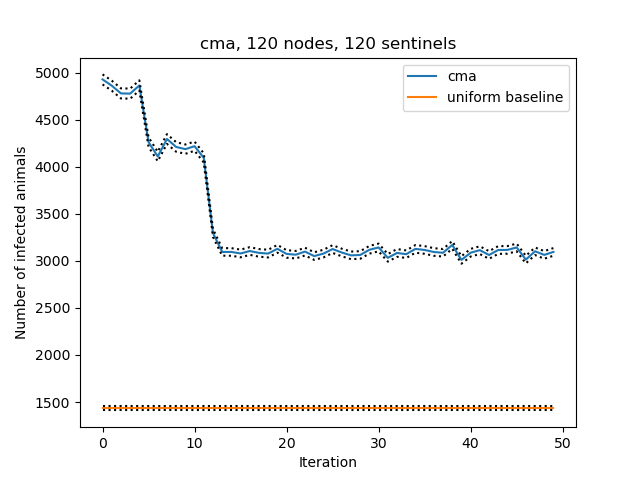 cma, 120 nodes, 120 sentinels
cma
uniform baseline
Number of infected animals
5000
4500
4000
3500
3000
2500
2000
1500
0 10 20 30 40 50
Iteration